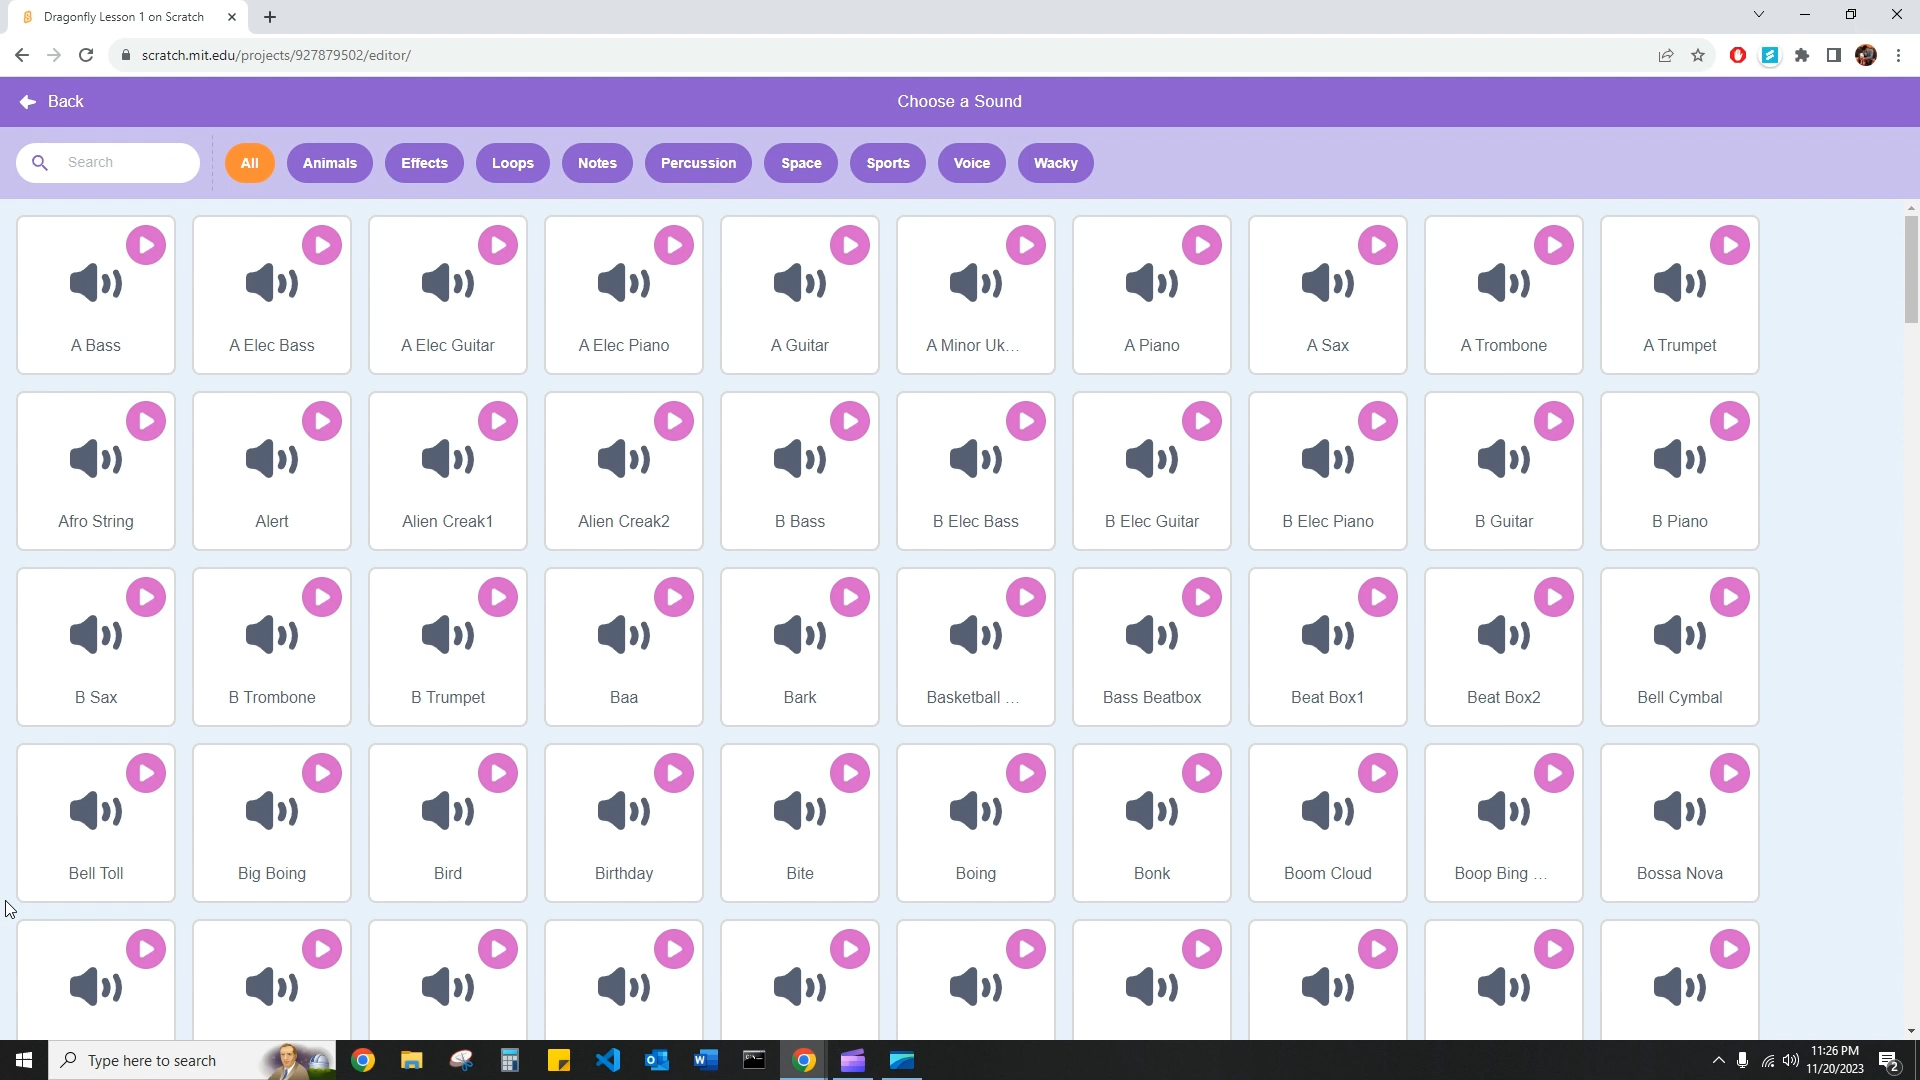 Dragonfly Lesson 1 on Scratch
scratch.mit.edu/projects/927879502/editor/
Back
Choose a Sound
Search
All
Animals
Effects
Loops
Notes
Percussion
Space
Sports
Voice
Wacky
A Bass
A Elec Bass
A Elec Guitar
A Elec Piano
A Guitar
A Minor Uk...
A Piano
A Sax
A Trombone
A Trumpet
Afro String
Alert
Alien Creak1
Alien Creak2
B Bass
B Elec Bass
B Elec Guitar
B Elec Piano
B Guitar
B Piano
B Sax
B Trombone
B Trumpet
Baa
Bark
Basketball ...
Bass Beatbox
Beat Box1
Beat Box2
Bell Cymbal
Bell Toll
Big Boing
Bird
Birthday
Bite
Boing
Bonk
Boom Cloud
Boop Bing ...
Bossa Nova
Type here to search
11:26 PM
11/20/2023
2